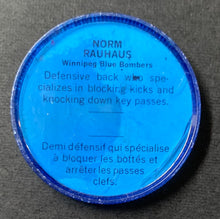 NORM
RAUHAUS
Winnipeg Blue Bombers
Defensive back who spe-
cializes in blocking kicks and
knocking down key passes.
Demi défensif qui spécialise
à bloquer les bottés et
arrêter les passes
clefs.